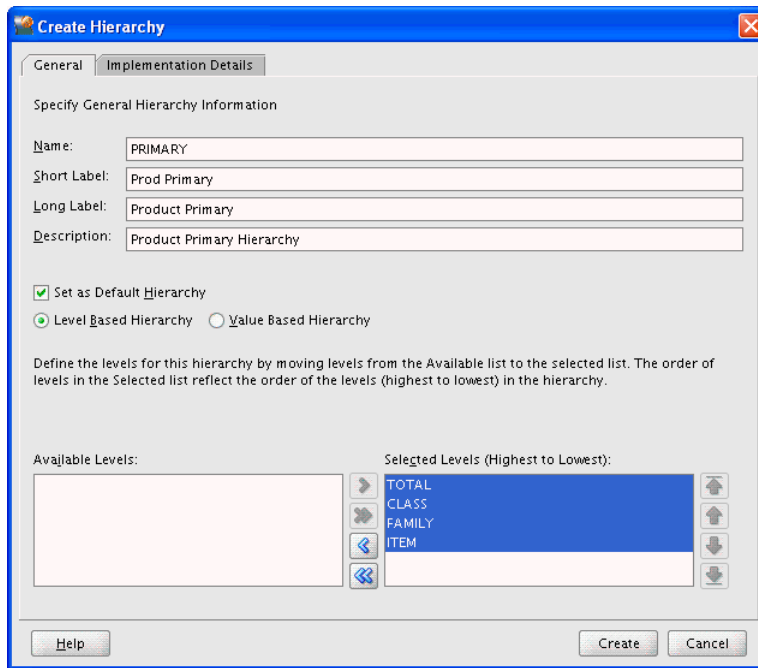 Create Hierarchy
General Implementation Details
Specify General Hierarchy Information
Name: PRIMARY
Short Label: Prod Primary
Long Label: Product Primary
Description: Product Primary Hierarchy
Set as Default Hierarchy
Level Based Hierarchy Value Based Hierarchy
Define the levels for this hierarchy by moving levels from the Available list to the selected list. The order of
levels in the Selected list reflect the order of the levels (highest to lowest) in the hierarchy.
Available Levels: Selected Levels (Highest to Lowest):
TOTAL
CLASS
FAMILY
ITEM
Help Create Cancel